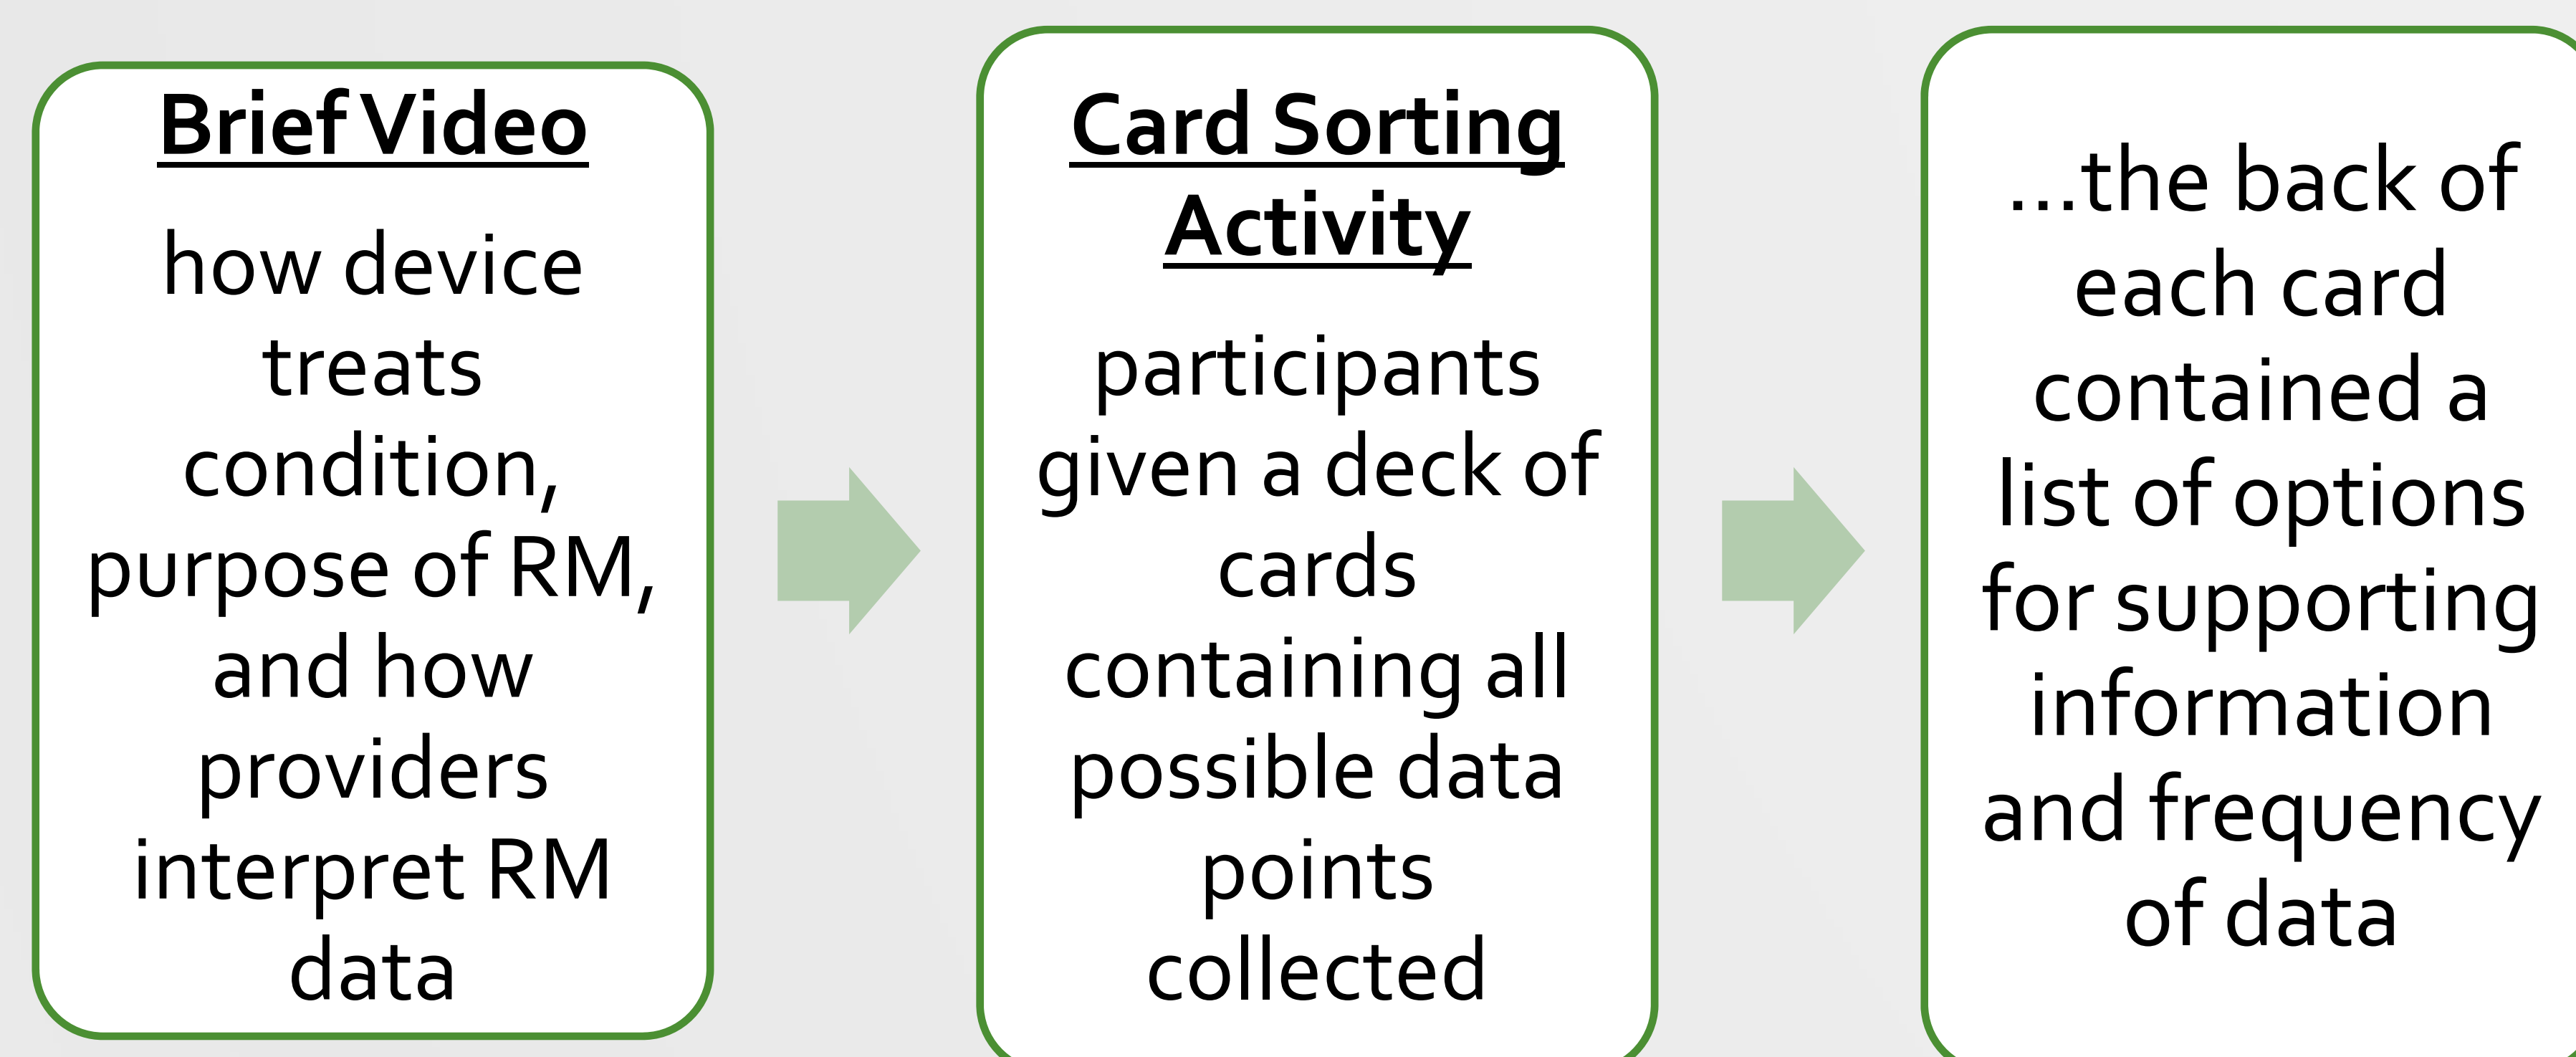 Brief Video
how device
treats
condition,
purpose of RM,
and how
providers
interpret RM
data
Card Sorting
Activity
participants
given a deck of
cards
containing all
possible data
points
collected
...the back of
each card
contained a
list of options
for supporting
information
and frequency
of data